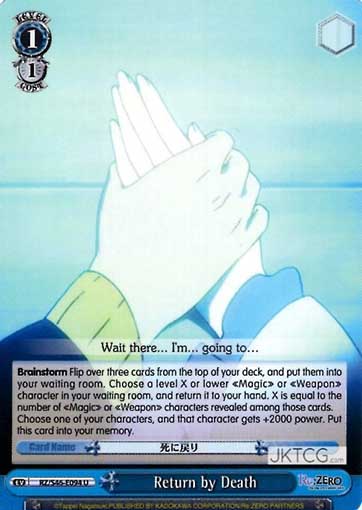 LEVEL
1
1
COST
Wait there... I'm... going to...
Brainstorm Flip over three cards from the top of your deck, and put them into
your waiting room. Choose a level X or lower «Magic» or «Weapon»
character in your waiting room, and return it to your hand. X is equal to the
number of «Magic» or «Weapon» characters revealed among those cards.
Choose one of your characters, and that character gets +2000 power. Put
this card into your memory.
Card Name
死に戻り
JKTCG.com
EV
RZ/S46-E098 U
Return by Death
Re:ZERO
©Tappei Nagatsuki,PUBLISHED BY KADOKAWA CORPORATION/Re:ZERO PARTNERS